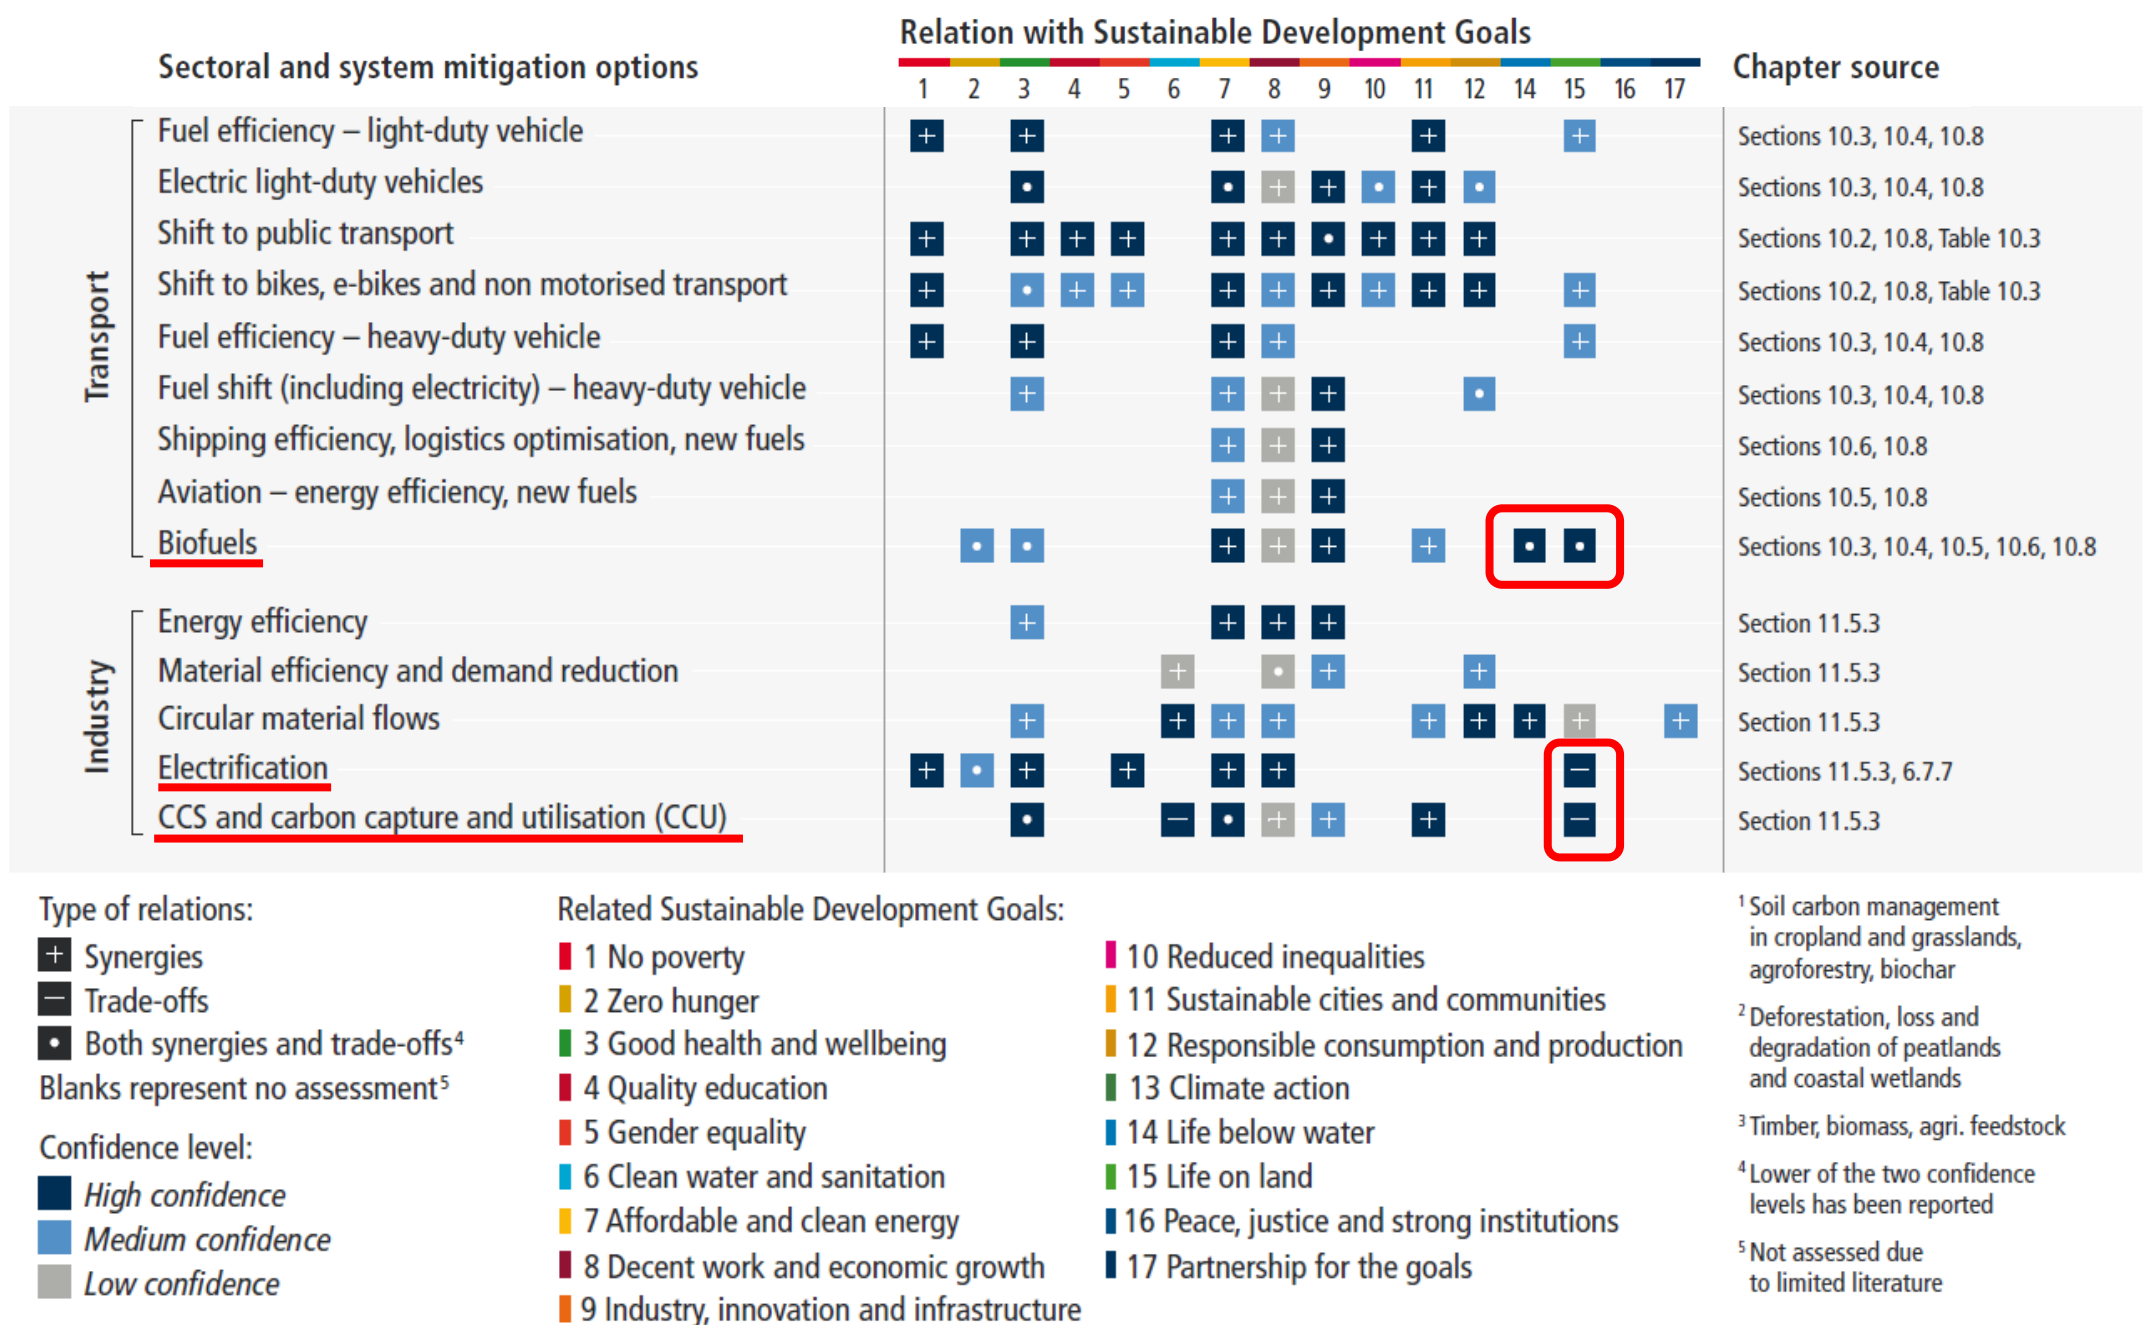 Relation with Sustainable Development Goals
Sectoral and system mitigation options
Chapter source
1 2 3 4 5 6 7 8 9 10 11 12 14 15 16 17
Transport
Fuel efficiency – light-duty vehicle
+ + + + + +
Sections 10.3, 10.4, 10.8
Electric light-duty vehicles
• • + + • + •
Sections 10.3, 10.4, 10.8
Shift to public transport
+ + + + + + • + + +
Sections 10.2, 10.8, Table 10.3
Shift to bikes, e-bikes and non motorised transport
+ • + + + + + + + + +
Sections 10.2, 10.8, Table 10.3
Fuel efficiency – heavy-duty vehicle
+ + + + +
Sections 10.3, 10.4, 10.8
Fuel shift (including electricity) – heavy-duty vehicle
+ + + + •
Sections 10.3, 10.4, 10.8
Shipping efficiency, logistics optimisation, new fuels
+ + +
Sections 10.6, 10.8
Aviation – energy efficiency, new fuels
+ + +
Sections 10.5, 10.8
Biofuels
• • + + + + • •
Sections 10.3, 10.4, 10.5, 10.6, 10.8
Industry
Energy efficiency
+ + + +
Section 11.5.3
Material efficiency and demand reduction
+ • + +
Section 11.5.3
Circular material flows
+ + + + + + + + +
Section 11.5.3
Electrification
+ • + + + + −
Sections 11.5.3, 6.7.7
CCS and carbon capture and utilisation (CCU)
• − • + + + −
Section 11.5.3
Type of relations:
+ Synergies
− Trade-offs
• Both synergies and trade-offs⁴
Blanks represent no assessment⁵
Confidence level:
High confidence
Medium confidence
Low confidence
Related Sustainable Development Goals:
1 No poverty
2 Zero hunger
3 Good health and wellbeing
4 Quality education
5 Gender equality
6 Clean water and sanitation
7 Affordable and clean energy
8 Decent work and economic growth
9 Industry, innovation and infrastructure
10 Reduced inequalities
11 Sustainable cities and communities
12 Responsible consumption and production
13 Climate action
14 Life below water
15 Life on land
16 Peace, justice and strong institutions
17 Partnership for the goals
¹ Soil carbon management
in cropland and grasslands,
agroforestry, biochar
² Deforestation, loss and
degradation of peatlands
and coastal wetlands
³ Timber, biomass, agri. feedstock
⁴ Lower of the two confidence
levels has been reported
⁵ Not assessed due
to limited literature